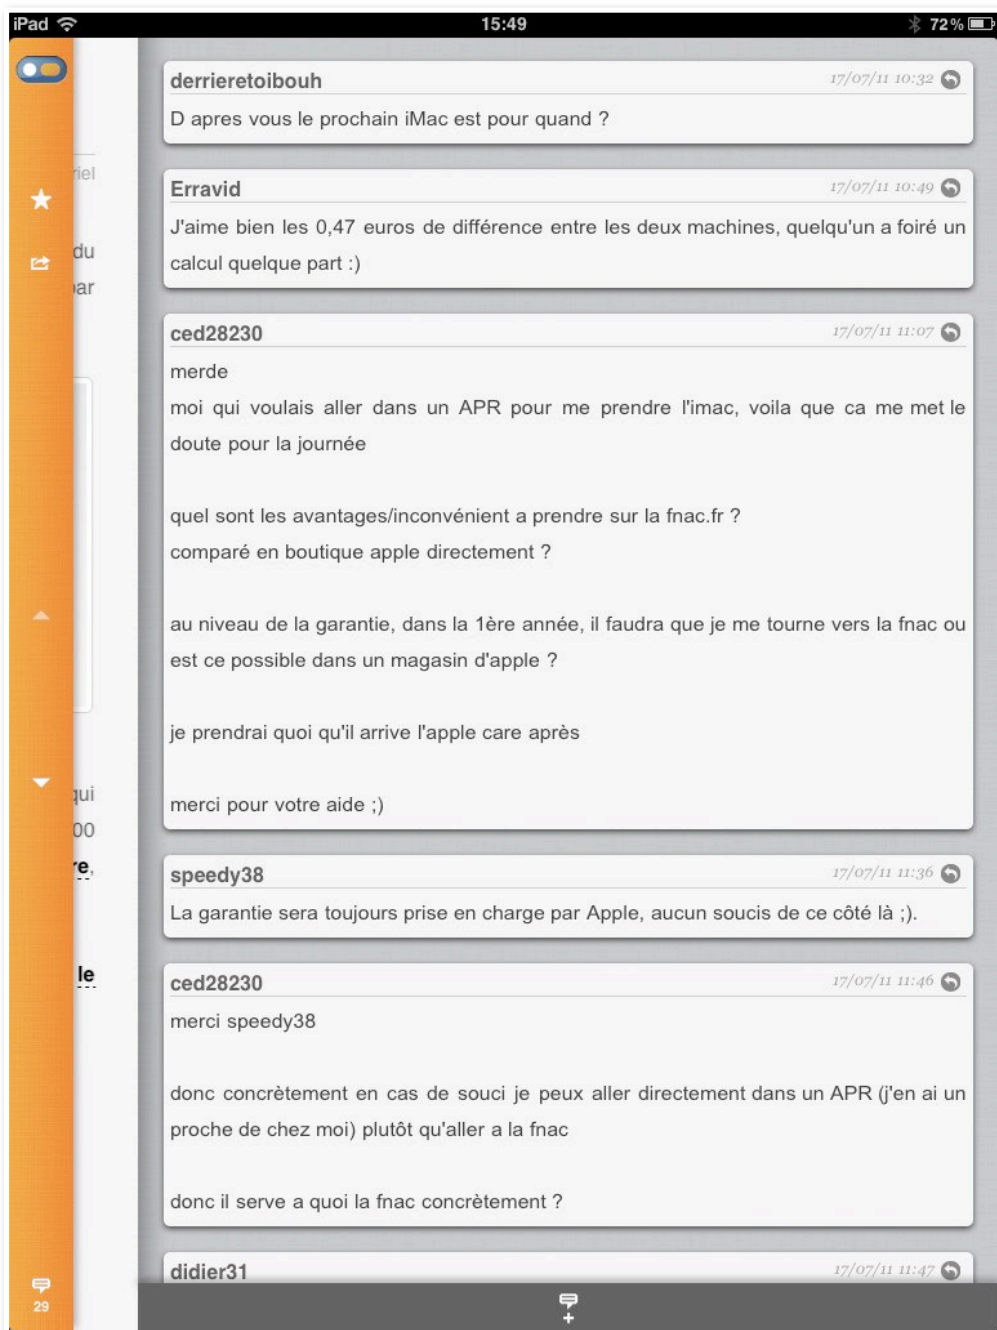 iPad 15:49 72%
derrieretoibouh 17/07/11 10:32
D apres vous le prochain iMac est pour quand ?
riel
Erravid 17/07/11 10:49
J'aime bien les 0,47 euros de différence entre les deux machines, quelqu'un a foiré un
du
calcul quelque part :)
ar
ced28230 17/07/11 11:07
merde
moi qui voulais aller dans un APR pour me prendre l'imac, voila que ca me met le
doute pour la journée
quel sont les avantages/inconvénient a prendre sur la fnac.fr ?
comparé en boutique apple directement ?
au niveau de la garantie, dans la 1ère année, il faudra que je me tourne vers la fnac ou
est ce possible dans un magasin d'apple ?
je prendrai quoi qu'il arrive l'apple care après
qui
merci pour votre aide ;)
00
re,
speedy38 17/07/11 11:36
La garantie sera toujours prise en charge par Apple, aucun soucis de ce côté là ;).
le
ced28230 17/07/11 11:46
merci speedy38
donc concrètement en cas de souci je peux aller directement dans un APR (j'en ai un
proche de chez moi) plutôt qu'aller a la fnac
donc il serve a quoi la fnac concrètement ?
didier31 17/07/11 11:47
29